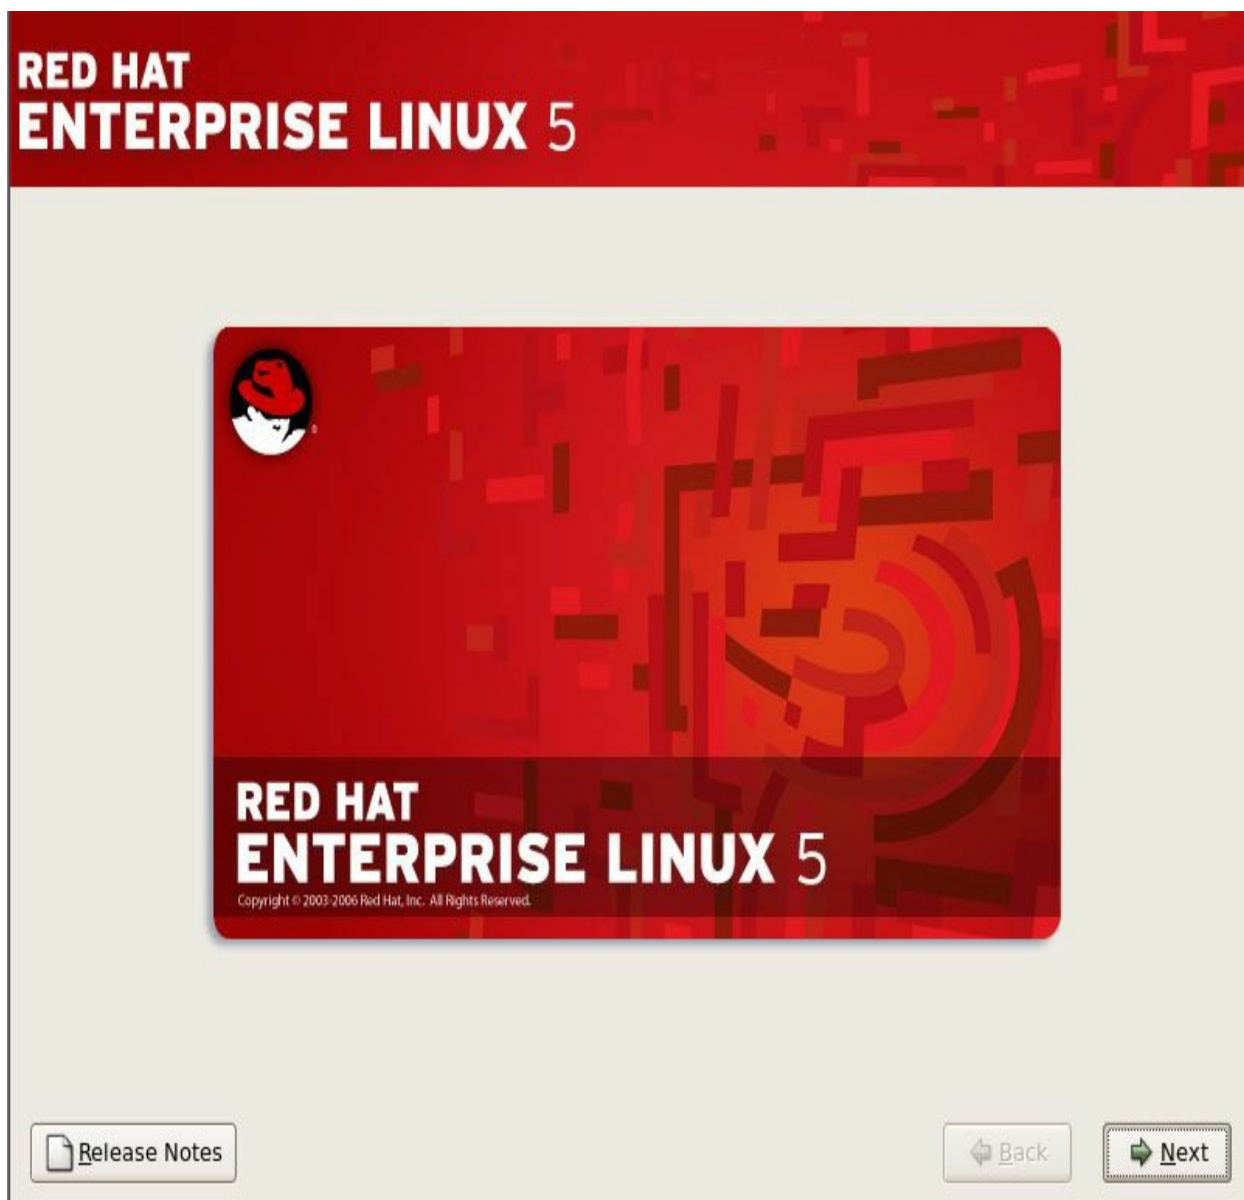 RED HAT
ENTERPRISE LINUX 5
RED HAT
ENTERPRISE LINUX 5
Copyright © 2003-2006 Red Hat, Inc. All Rights Reserved.
Release Notes
Back
Next